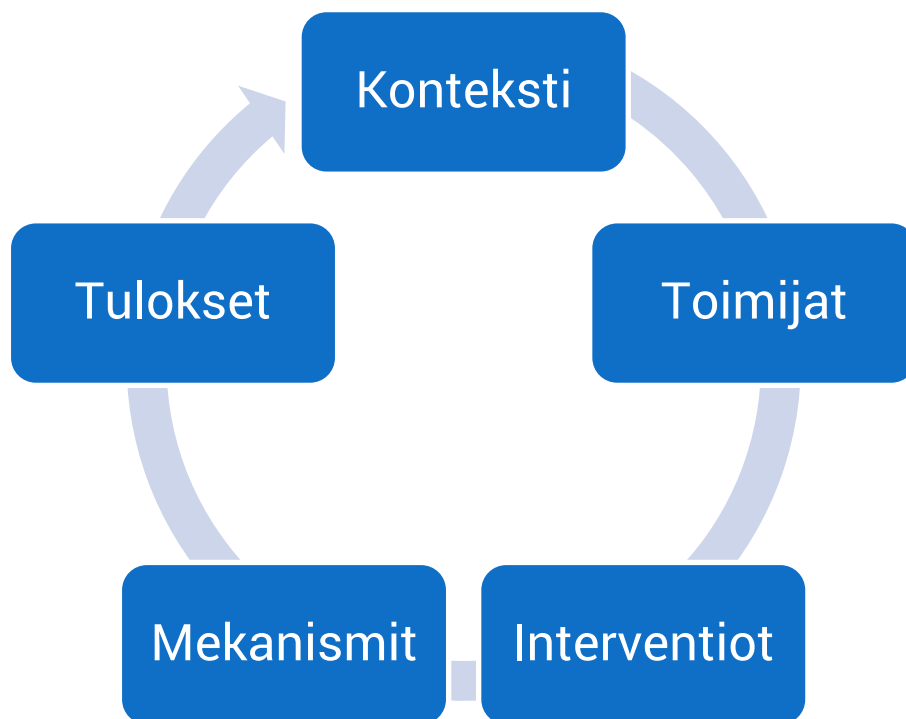 Konteksti
Toimijat
Interventiot
Mekanismit
Tulokset